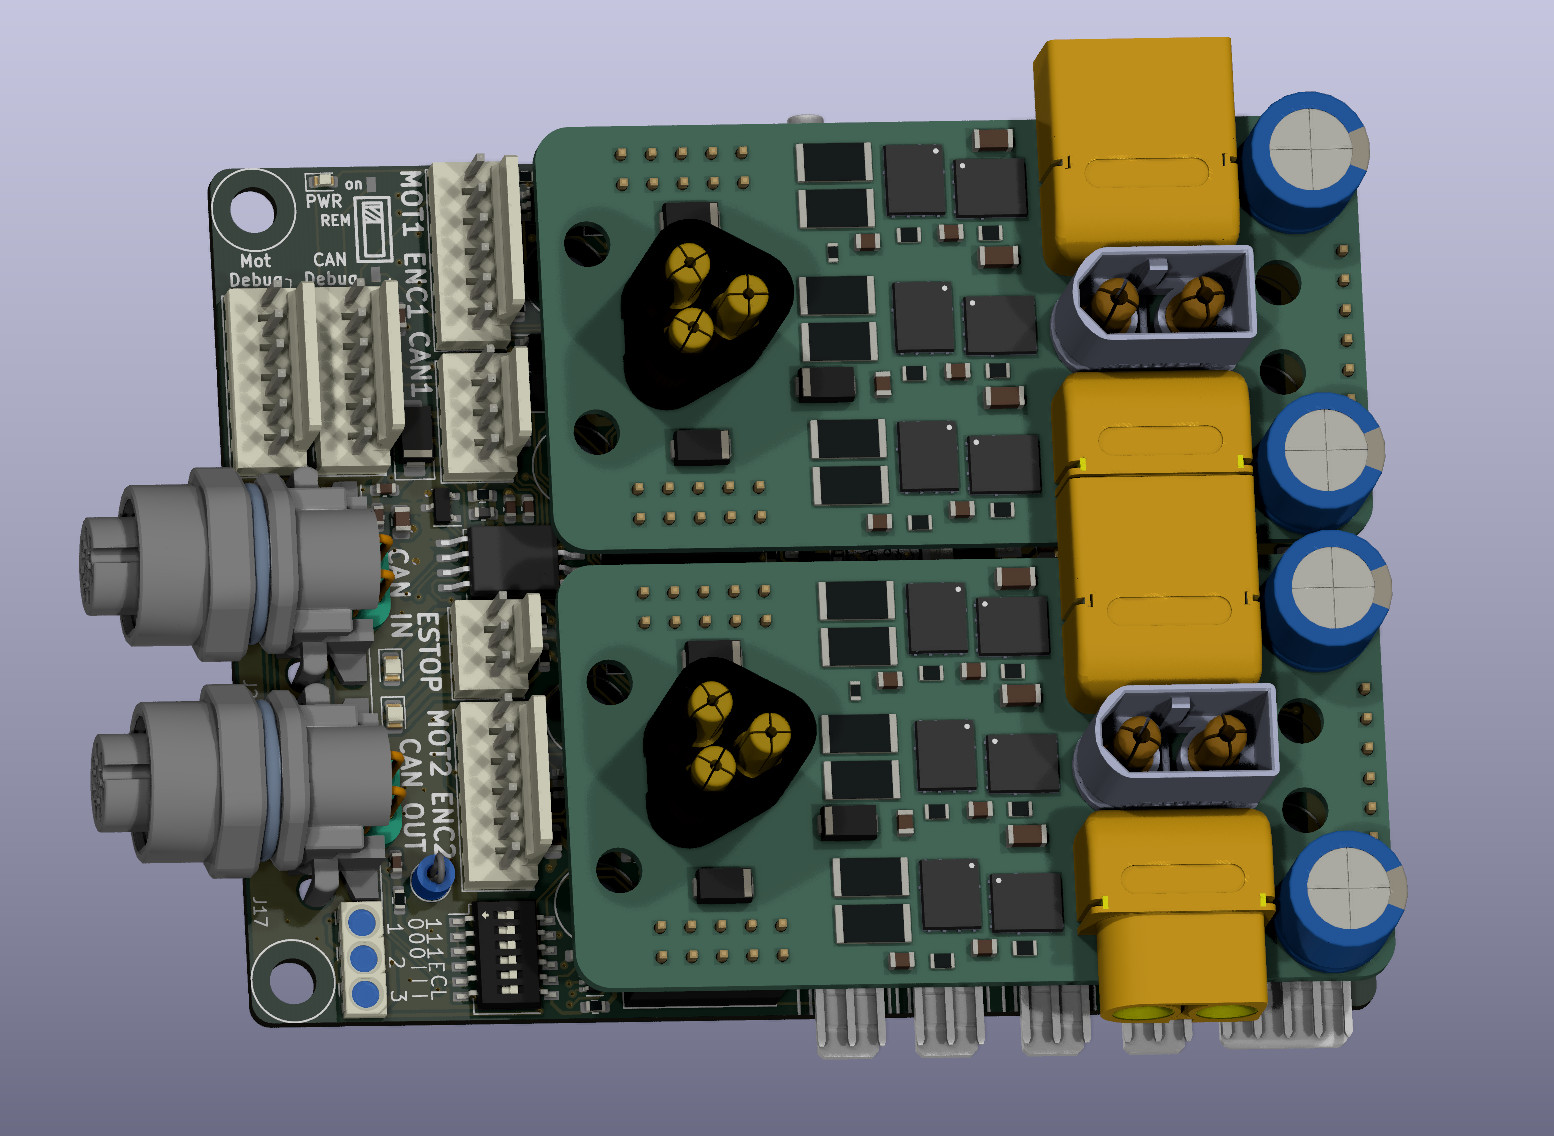 on
PWR
REM
Mot
Debug
CAN
Debug
MOT1 ENC1 CAN1
CAN IN
ESTOP MOT2 ENC2
CAN OUT
J17
1
2
3